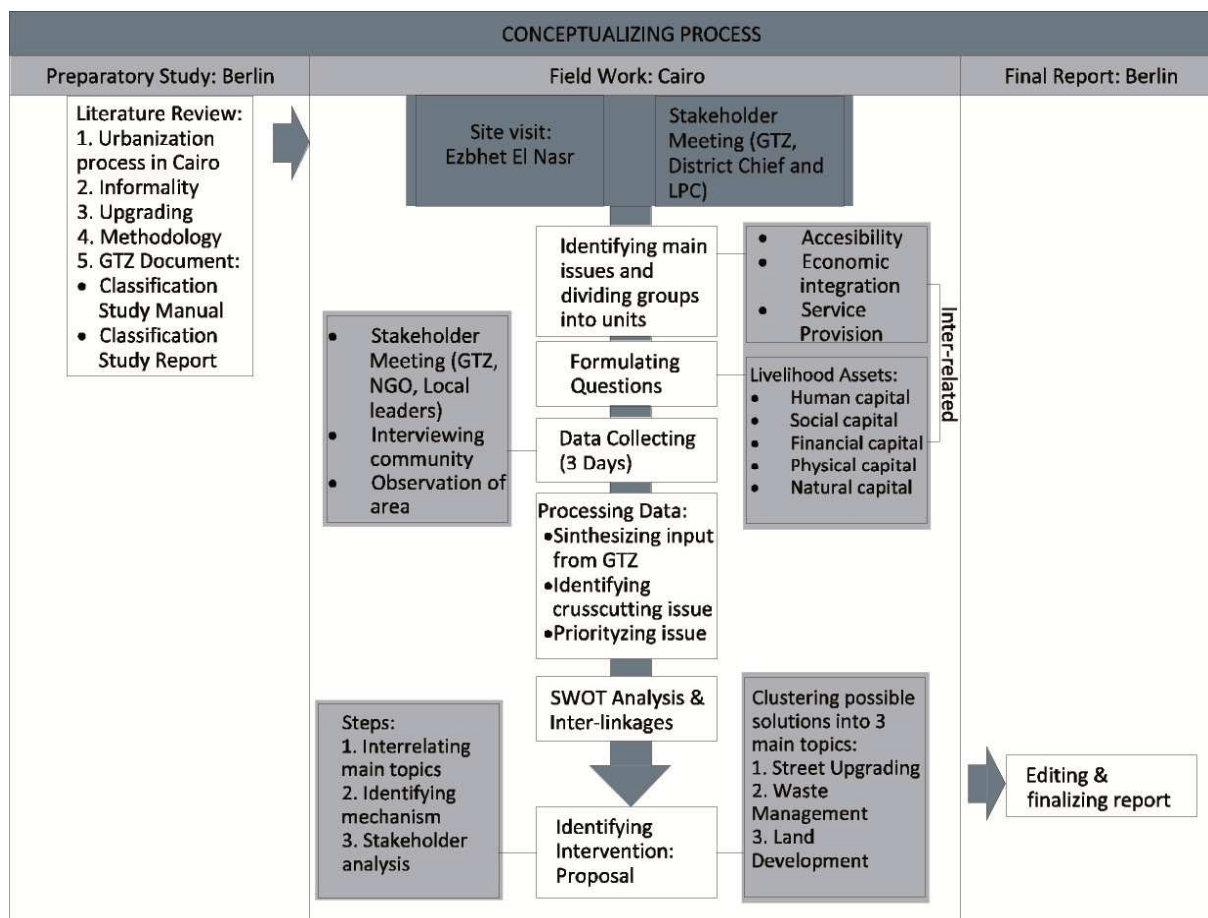 CONCEPTUALIZING PROCESS
Preparatory Study: Berlin
Field Work: Cairo
Final Report: Berlin
Literature Review:
1. Urbanization
process in Cairo
2. Informality
3. Upgrading
4. Methodology
5. GTZ Document:
• Classification
Study Manual
• Classification
Study Report
Site visit:
Ezbhet El Nasr
Stakeholder
Meeting (GTZ,
District Chief and
LPC)
Identifying main
issues and
dividing groups
into units
• Accesibility
• Economic
integration
• Service
Provision
Inter-related
Formulating
Questions
Livelihood Assets:
• Human capital
• Social capital
• Financial capital
• Physical capital
• Natural capital
• Stakeholder
Meeting (GTZ,
NGO, Local
leaders)
• Interviewing
community
• Observation of
area
Data Collecting
(3 Days)
Processing Data:
•Sinthesizing input
from GTZ
•Identifying
crusscutting issue
•Priorityzing issue
SWOT Analysis &
Inter-linkages
Steps:
1. Interrelating
main topics
2. Identifying
mechanism
3. Stakeholder
analysis
Identifying
Intervention:
Proposal
Clustering possible
solutions into 3
main topics:
1. Street Upgrading
2. Waste
Management
3. Land
Development
Editing &
finalizing report